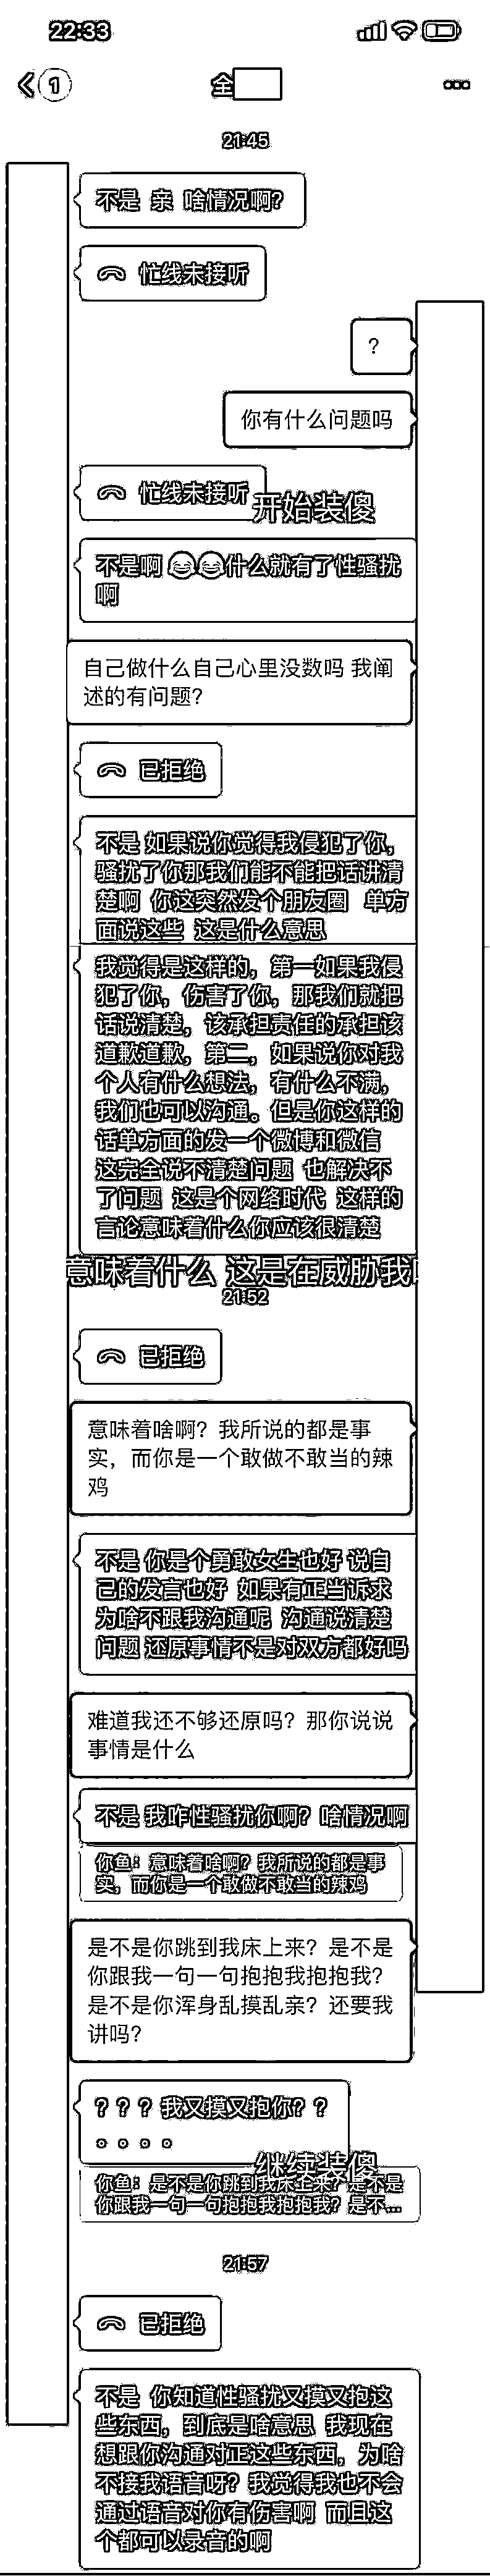 22:33
1
全
21:45
不是 亲 啥情况啊?
忙线未接听
?
你有什么问题吗
忙线未接听
开始装傻
不是啊 😂😂什么就有了性骚扰
啊
自己做什么自己心里没数吗 我阐
述的有问题?
已拒绝
不是 如果说你觉得我侵犯了你,
骚扰了你那我们能不能把话讲清
楚啊 你这突然发个朋友圈 单方
面说这些 这是什么意思
我觉得是这样的,第一如果我侵
犯了你,伤害了你,那我们就把
话说清楚,该承担责任的承担该
道歉道歉,第二,如果说你对我
个人有什么想法,有什么不满,
我们也可以沟通。但是你这样的
话单方面的发一个微博和微信
这完全说不清楚问题 也解决不
了问题 这是个网络时代 这样的
言论意味着什么你应该很清楚
意味着什么 这是在威胁我
21:52
已拒绝
意味着啥啊?我所说的都是事
实,而你是一个敢做不敢当的辣
鸡
不是 你是个勇敢女生也好 说自
己的发言也好 如果有正当诉求
为啥不跟我沟通呢 沟通说清楚
问题 还原事情不是对双方都好吗
难道我还不够还原吗?那你说说
事情是什么
不是 我咋性骚扰你啊?啥情况啊
你鱼:意味着啥啊?我所说的都是事
实,而你是一个敢做不敢当的辣鸡
是不是你跳到我床上来?是不是
你跟我一句一句抱抱我抱抱我?
是不是你浑身乱摸乱亲?还要我
讲吗?
???我又摸又抱你??
。。。。
继续装傻
你鱼:是不是你跳到我床上来?是不是
你跟我一句一句抱抱我抱抱我?是不...
21:57
已拒绝
不是 你知道性骚扰又摸又抱这
些东西,到底是啥意思 我现在
想跟你沟通对正这些东西,为啥
不接我语音呀?我觉得我也不会
通过语音对你有伤害啊 而且这
个都可以录音的啊